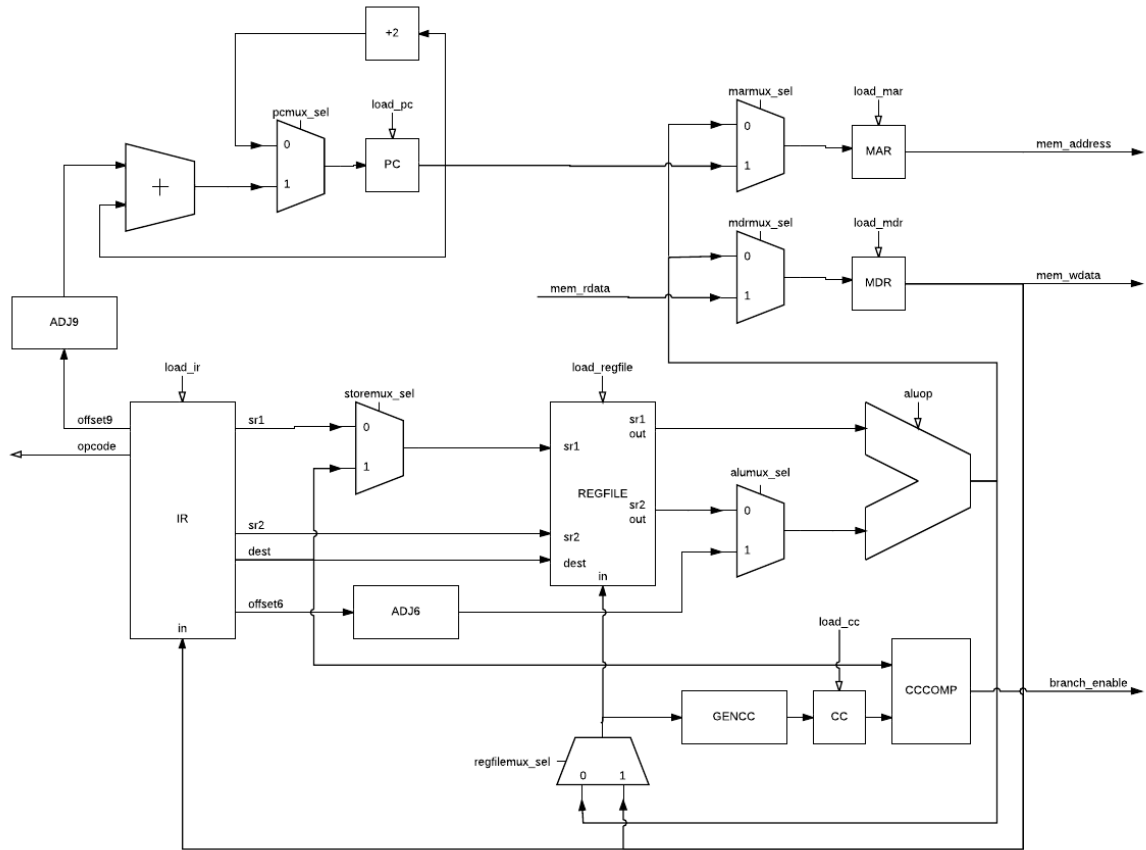 +2
pcmux_sel
load_pc
marmux_sel
load_mar
0
1
PC
0
1
MAR
mem_address
+
mdrmux_sel
load_mdr
0
1
MDR
mem_wdata
mem_rdata
ADJ9
load_ir
storemux_sel
load_regfile
aluop
offset9
opcode
sr1
0
1
sr1
sr1
out
REGFILE
alumux_sel
IR
sr2
sr2
out
0
1
sr2
dest
dest
in
offset6
ADJ6
in
load_cc
GENCC
CC
CCCOMP
branch_enable
regfilemux_sel
0 1